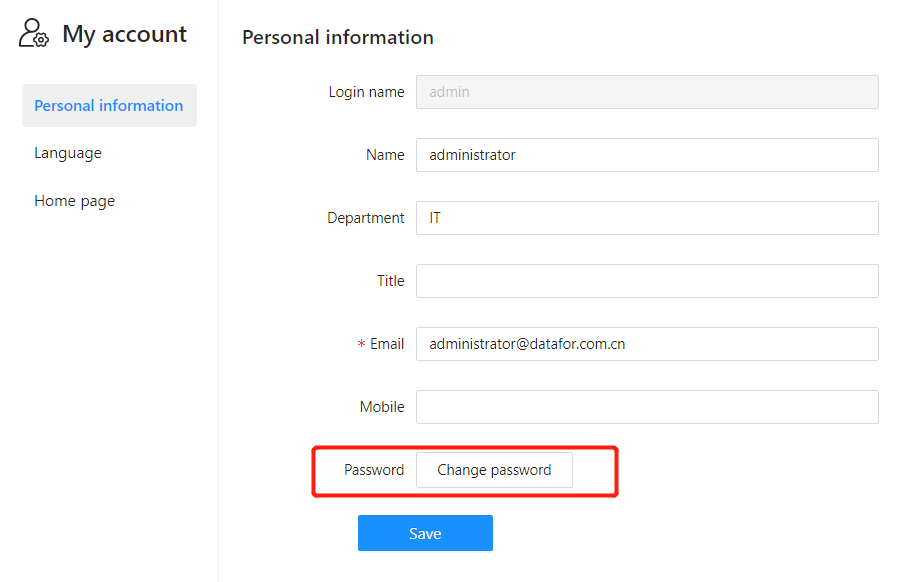 My account
Personal information
Language
Home page
Personal information
Login name admin
Name administrator
Department IT
Title
* Email administrator@datafor.com.cn
Mobile
Password Change password
Save